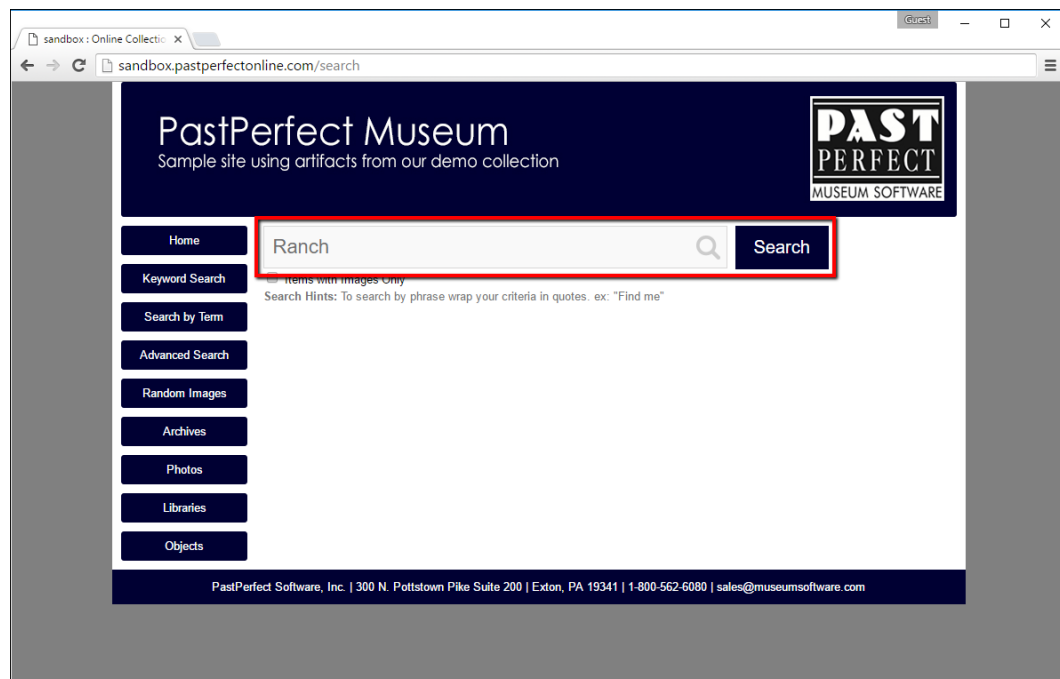 Guest
sandbox : Online Collectio
sandbox.pastperfectonline.com/search
PastPerfect Museum
Sample site using artifacts from our demo collection
PAST
PERFECT
MUSEUM SOFTWARE
Home
Ranch
Search
Keyword Search
Items with Images Only
Search Hints: To search by phrase wrap your criteria in quotes. ex: "Find me"
Search by Term
Advanced Search
Random Images
Archives
Photos
Libraries
Objects
PastPerfect Software, Inc. | 300 N. Pottstown Pike Suite 200 | Exton, PA 19341 | 1-800-562-6080 | sales@museumsoftware.com